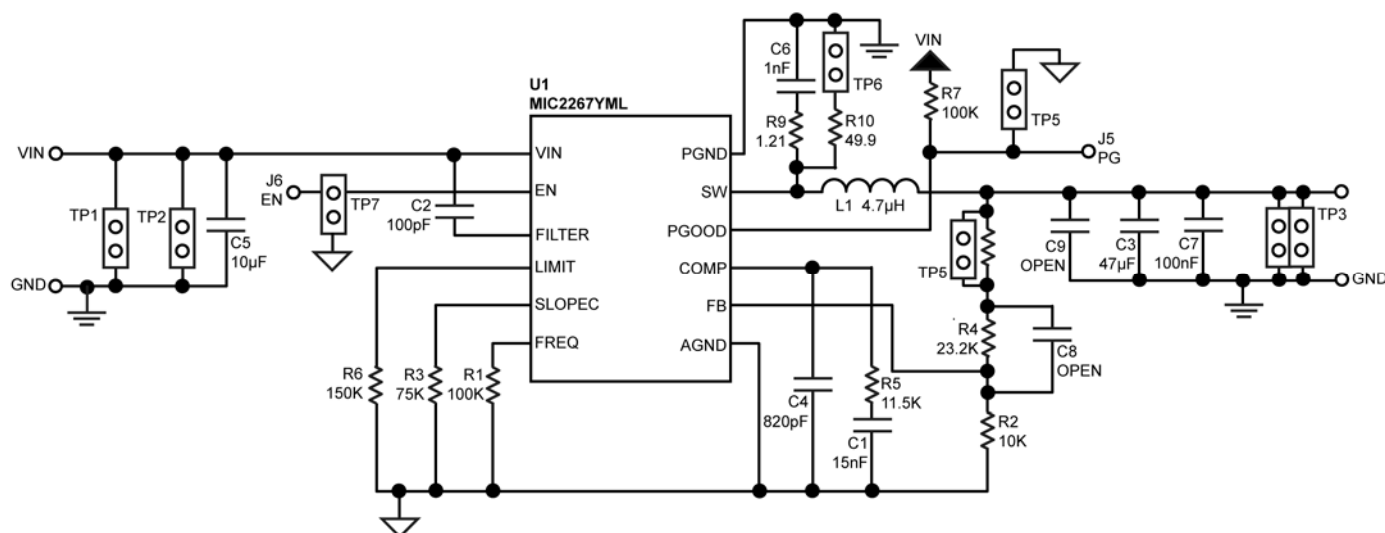 U1
MIC2267YML
VIN
GND
TP1
TP2
C5
10µF
J6
EN
TP7
C2
100pF
VIN
EN
FILTER
LIMIT
SLOPEC
FREQ
PGND
SW
PGOOD
COMP
FB
AGND
R6
150K
R3
75K
R1
100K
C6
1nF
R9
1.21
TP6
R10
49.9
VIN
R7
100K
TP5
J5
PG
L1 4.7µH
TP5
C9
OPEN
C3
47µF
C7
100nF
TP3
GND
R4
23.2K
C8
OPEN
C4
820pF
R5
11.5K
C1
15nF
R2
10K